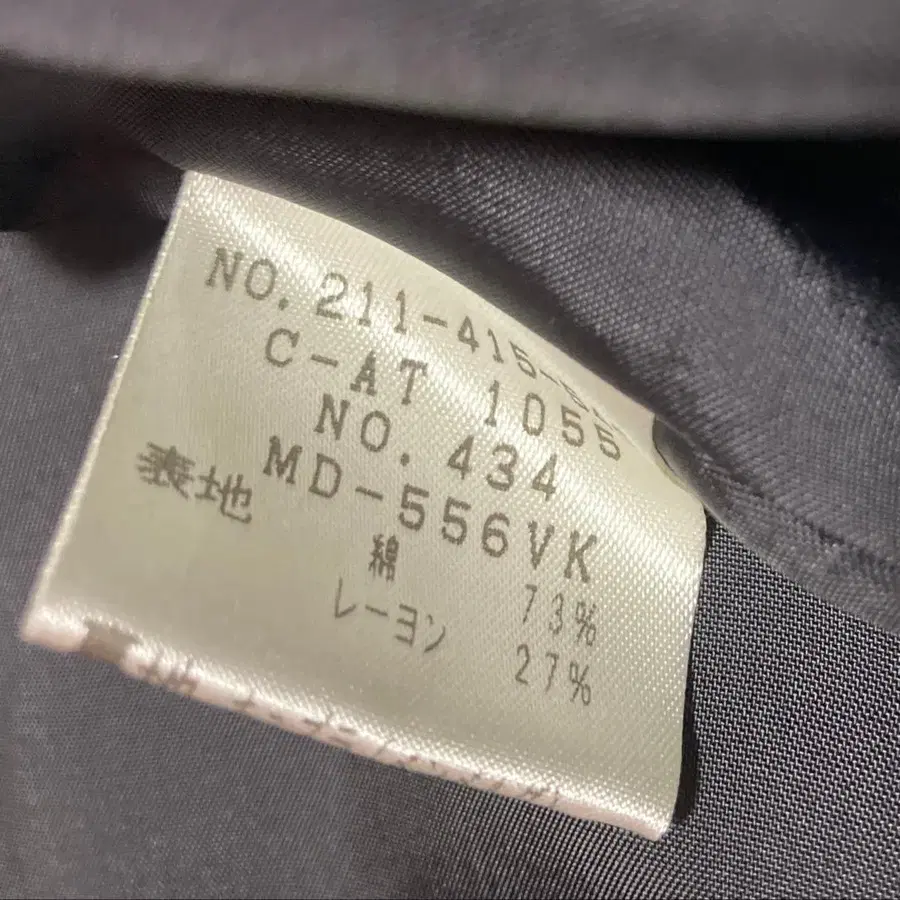 NO. 211-415-
C-AT 1055
NO. 434
MD-556VK
表地
綿 73%
レーヨン 27%